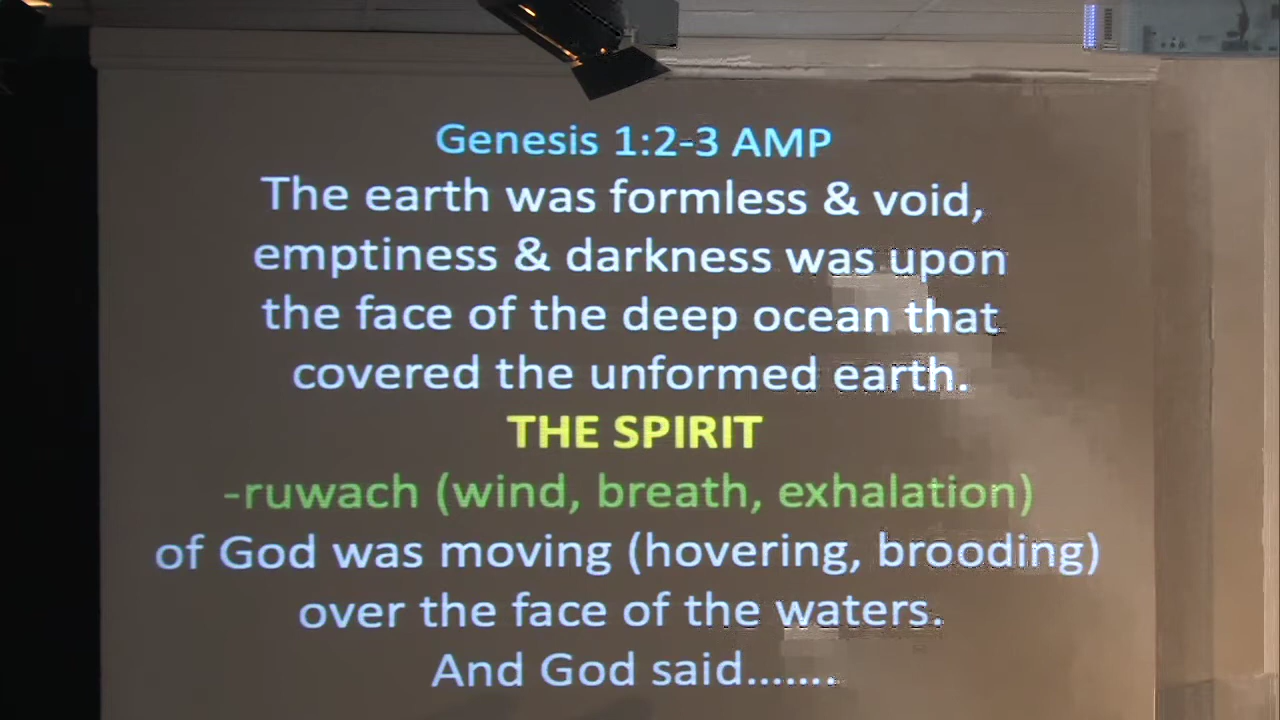 Genesis 1:2-3 AMP
The earth was formless & void,
emptiness & darkness was upon
the face of the deep ocean that
covered the unformed earth.
THE SPIRIT
-ruwach (wind, breath, exhalation)
of God was moving (hovering, brooding)
over the face of the waters.
And God said.......